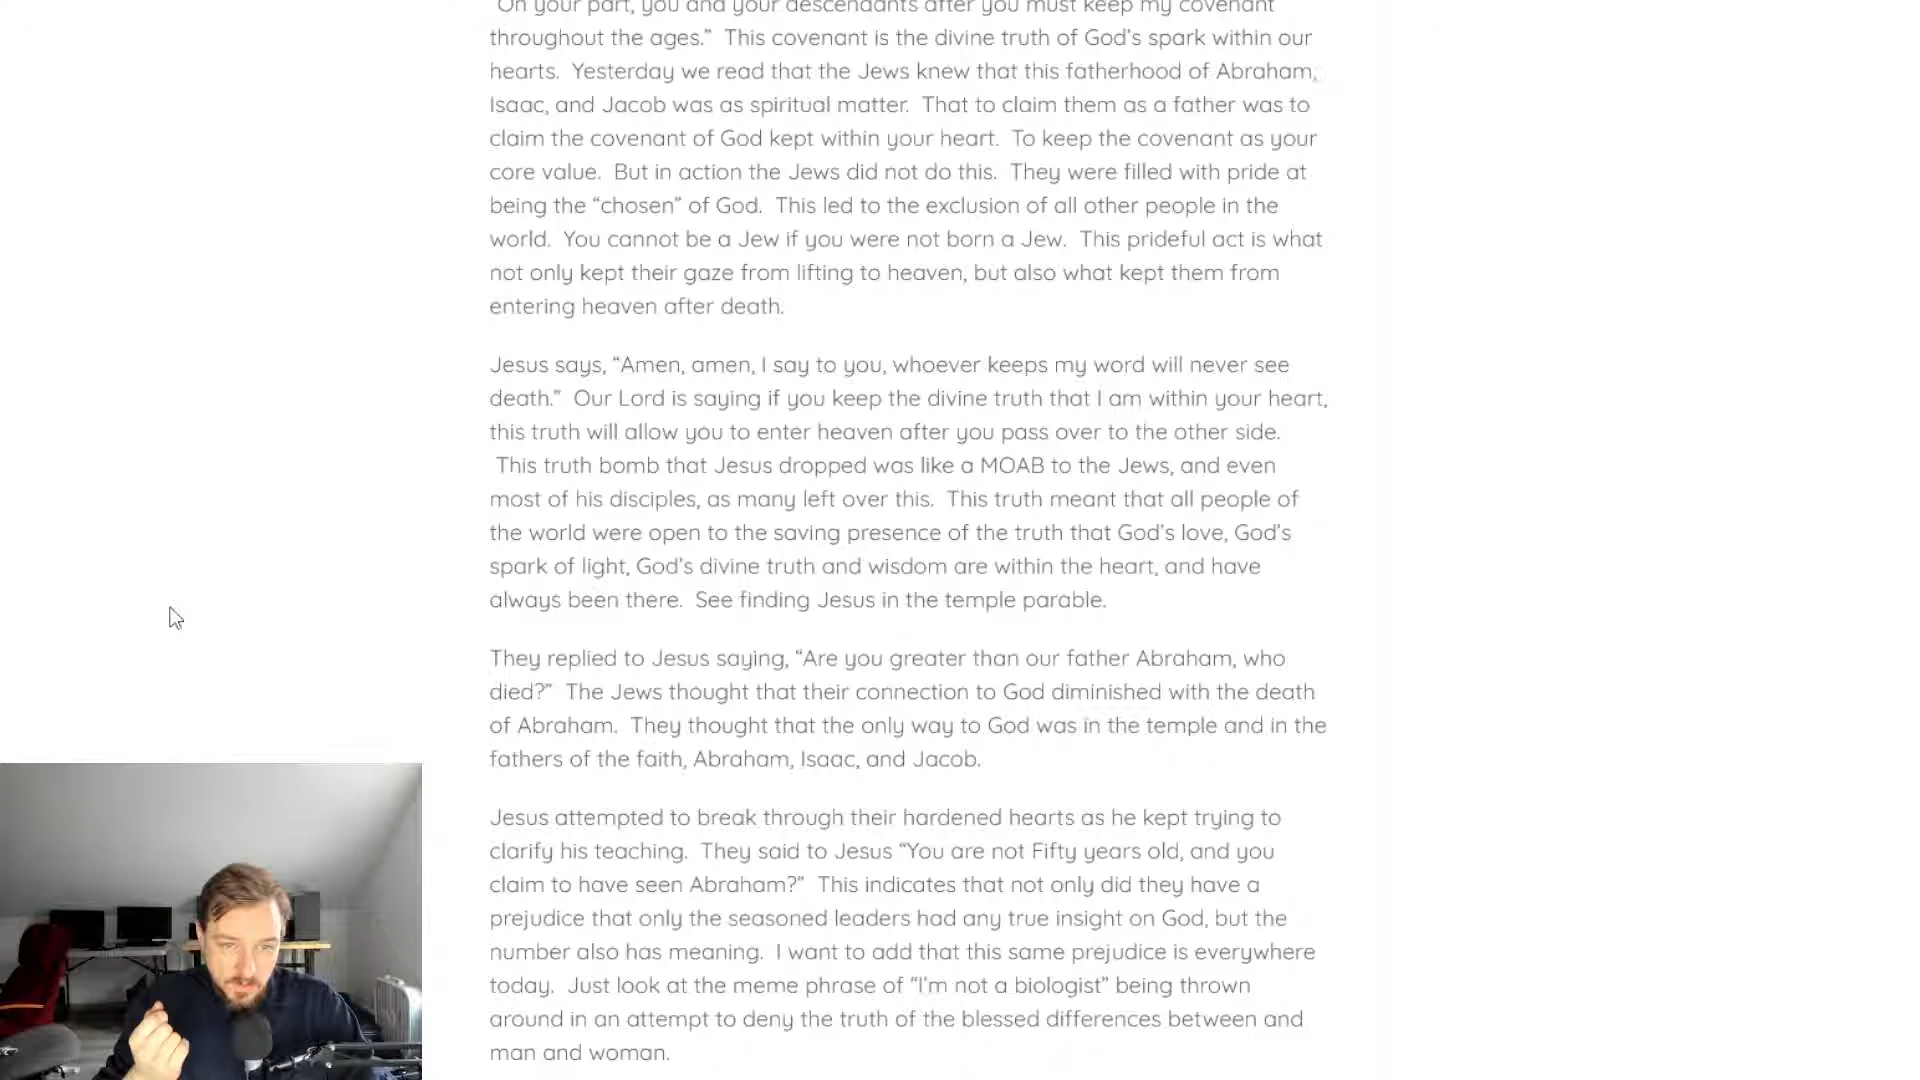 “On your part, you and your descendants after you must keep my covenant
throughout the ages.” This covenant is the divine truth of God’s spark within our
hearts. Yesterday we read that the Jews knew that this fatherhood of Abraham,
Isaac, and Jacob was as spiritual matter. That to claim them as a father was to
claim the covenant of God kept within your heart. To keep the covenant as your
core value. But in action the Jews did not do this. They were filled with pride at
being the “chosen” of God. This led to the exclusion of all other people in the
world. You cannot be a Jew if you were not born a Jew. This prideful act is what
not only kept their gaze from lifting to heaven, but also what kept them from
entering heaven after death.
Jesus says, “Amen, amen, I say to you, whoever keeps my word will never see
death.” Our Lord is saying if you keep the divine truth that I am within your heart,
this truth will allow you to enter heaven after you pass over to the other side.
This truth bomb that Jesus dropped was like a MOAB to the Jews, and even
most of his disciples, as many left over this. This truth meant that all people of
the world were open to the saving presence of the truth that God’s love, God’s
spark of light, God’s divine truth and wisdom are within the heart, and have
always been there. See finding Jesus in the temple parable.
They replied to Jesus saying, “Are you greater than our father Abraham, who
died?” The Jews thought that their connection to God diminished with the death
of Abraham. They thought that the only way to God was in the temple and in the
fathers of the faith, Abraham, Isaac, and Jacob.
Jesus attempted to break through their hardened hearts as he kept trying to
clarify his teaching. They said to Jesus “You are not Fifty years old, and you
claim to have seen Abraham?” This indicates that not only did they have a
prejudice that only the seasoned leaders had any true insight on God, but the
number also has meaning. I want to add that this same prejudice is everywhere
today. Just look at the meme phrase of “I’m not a biologist” being thrown
around in an attempt to deny the truth of the blessed differences between and
man and woman.